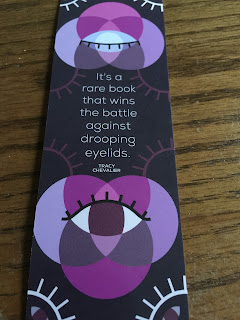 It's a
rare book
that wins
the battle
against
drooping
eyelids.
TRACY
CHEVALIER